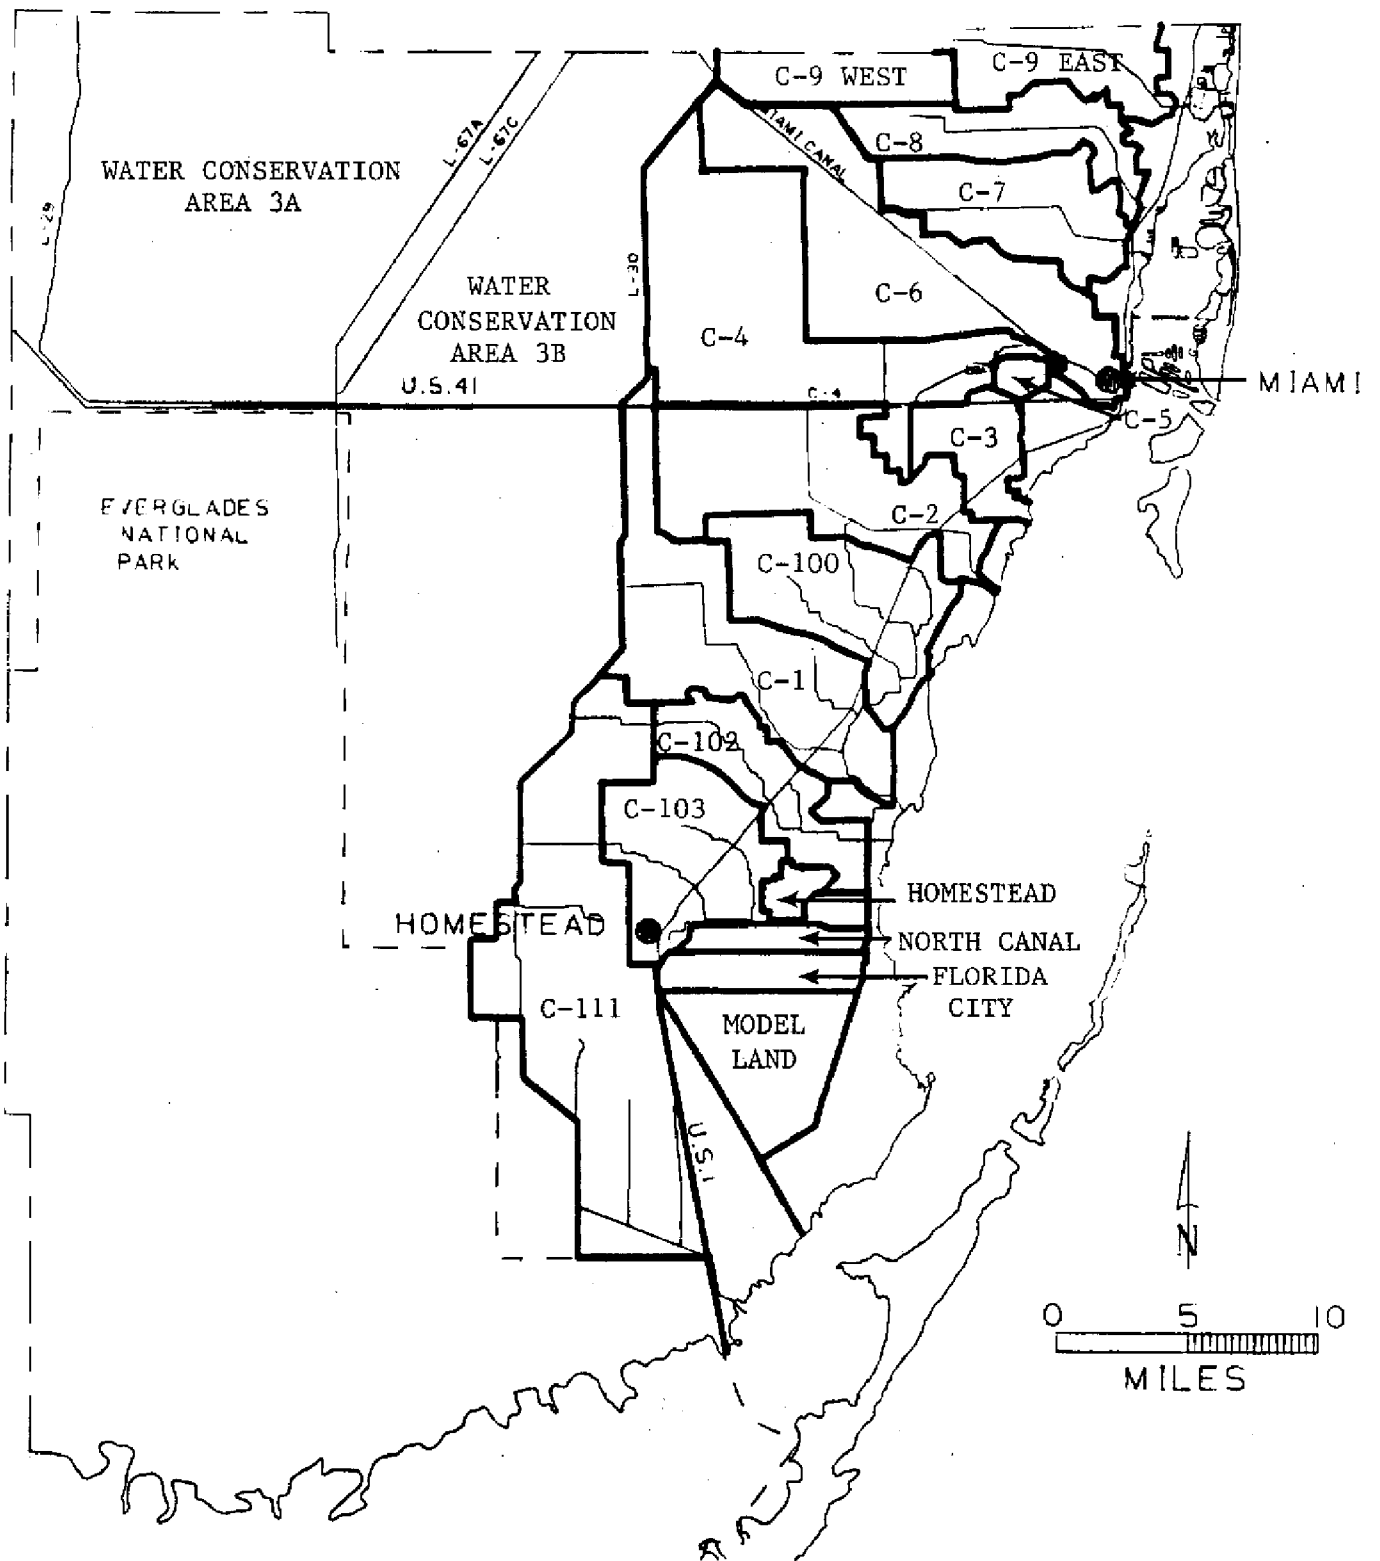 C-9 WEST
C-9 EAST
L-67A
L-67C
MIAMI CANAL
C-8
WATER CONSERVATION
AREA 3A
C-7
L-29
L-30
WATER
CONSERVATION
AREA 3B
C-6
C-4
U.S.41
C-4
MIAMI
C-5
C-3
EVERGLADES
NATIONAL
PARK
C-2
C-100
C-1
C-102
C-103
HOMESTEAD
HOMESTEAD
NORTH CANAL
FLORIDA
CITY
C-111
MODEL
LAND
U.S.1
N
0 5 10
MILES